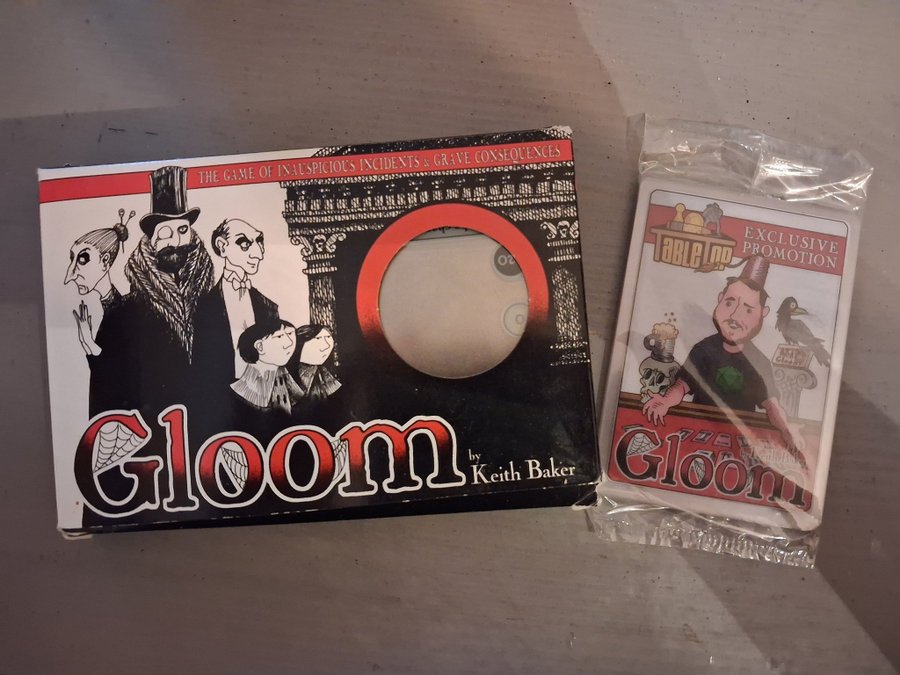 THE GAME OF INAUSPICIOUS INCIDENTS & GRAVE CONSEQUENCES
Gloom
by
Keith Baker
TABLETOP
EXCLUSIVE
PROMOTION
Gloom